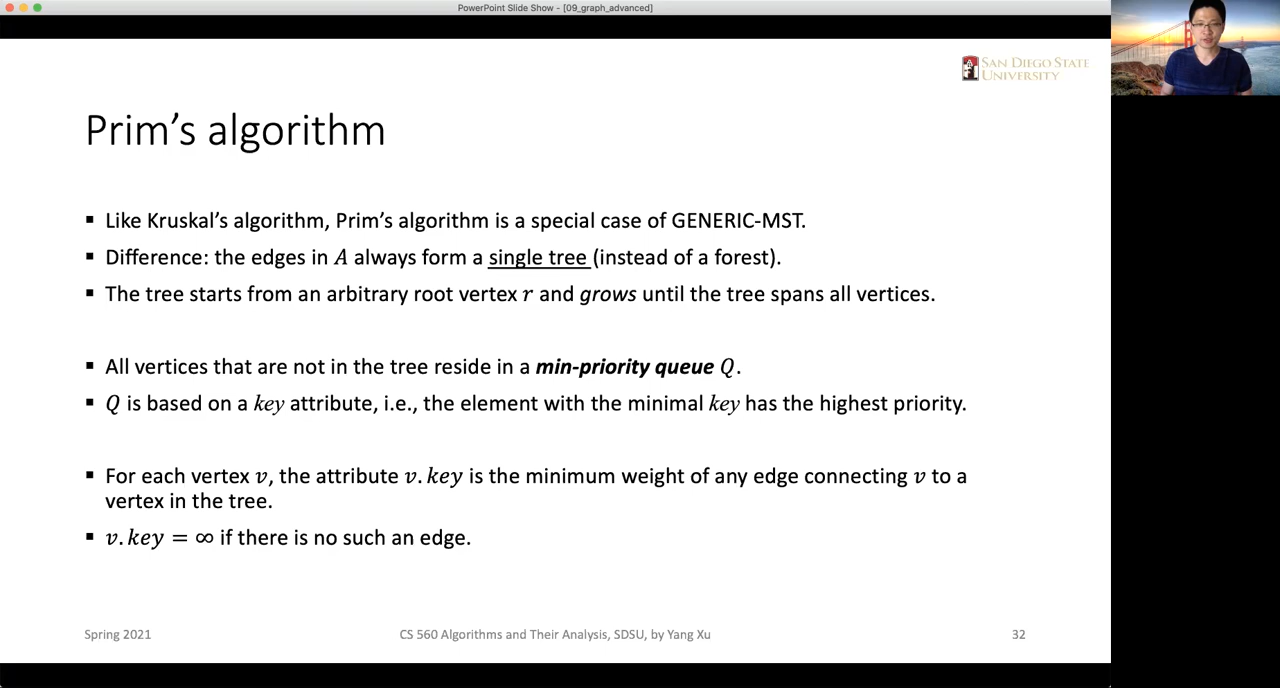 PowerPoint Slide Show - [09_graph_advanced]
SAN DIEGO STATE
UNIVERSITY
Prim's algorithm
▪ Like Kruskal's algorithm, Prim's algorithm is a special case of GENERIC-MST.
▪ Difference: the edges in A always form a single tree (instead of a forest).
▪ The tree starts from an arbitrary root vertex r and grows until the tree spans all vertices.
▪ All vertices that are not in the tree reside in a min-priority queue Q.
▪ Q is based on a key attribute, i.e., the element with the minimal key has the highest priority.
▪ For each vertex v, the attribute v. key is the minimum weight of any edge connecting v to a
vertex in the tree.
▪ v. key = ∞ if there is no such an edge.
Spring 2021
CS 560 Algorithms and Their Analysis, SDSU, by Yang Xu
32